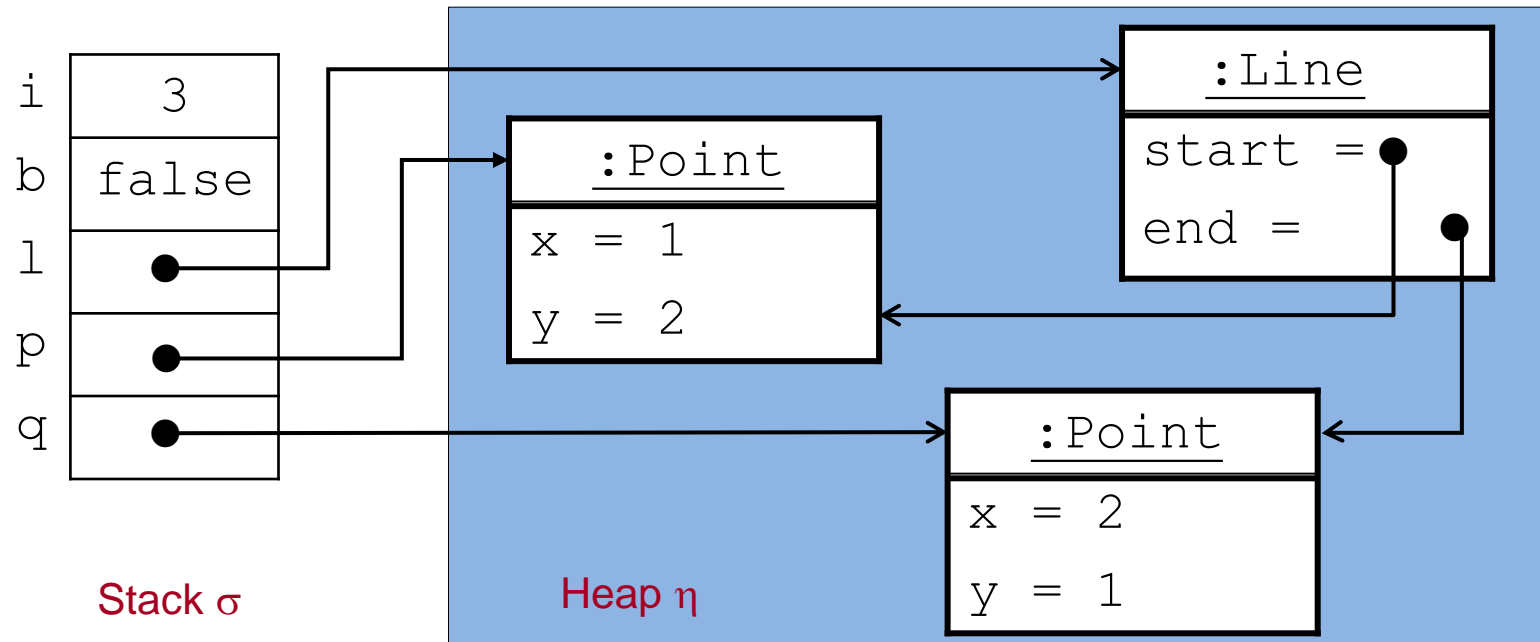 i 3
b false
l
p
q
Stack σ
Heap η
:Point
x = 1
y = 2
:Line
start =
end =
:Point
x = 2
y = 1